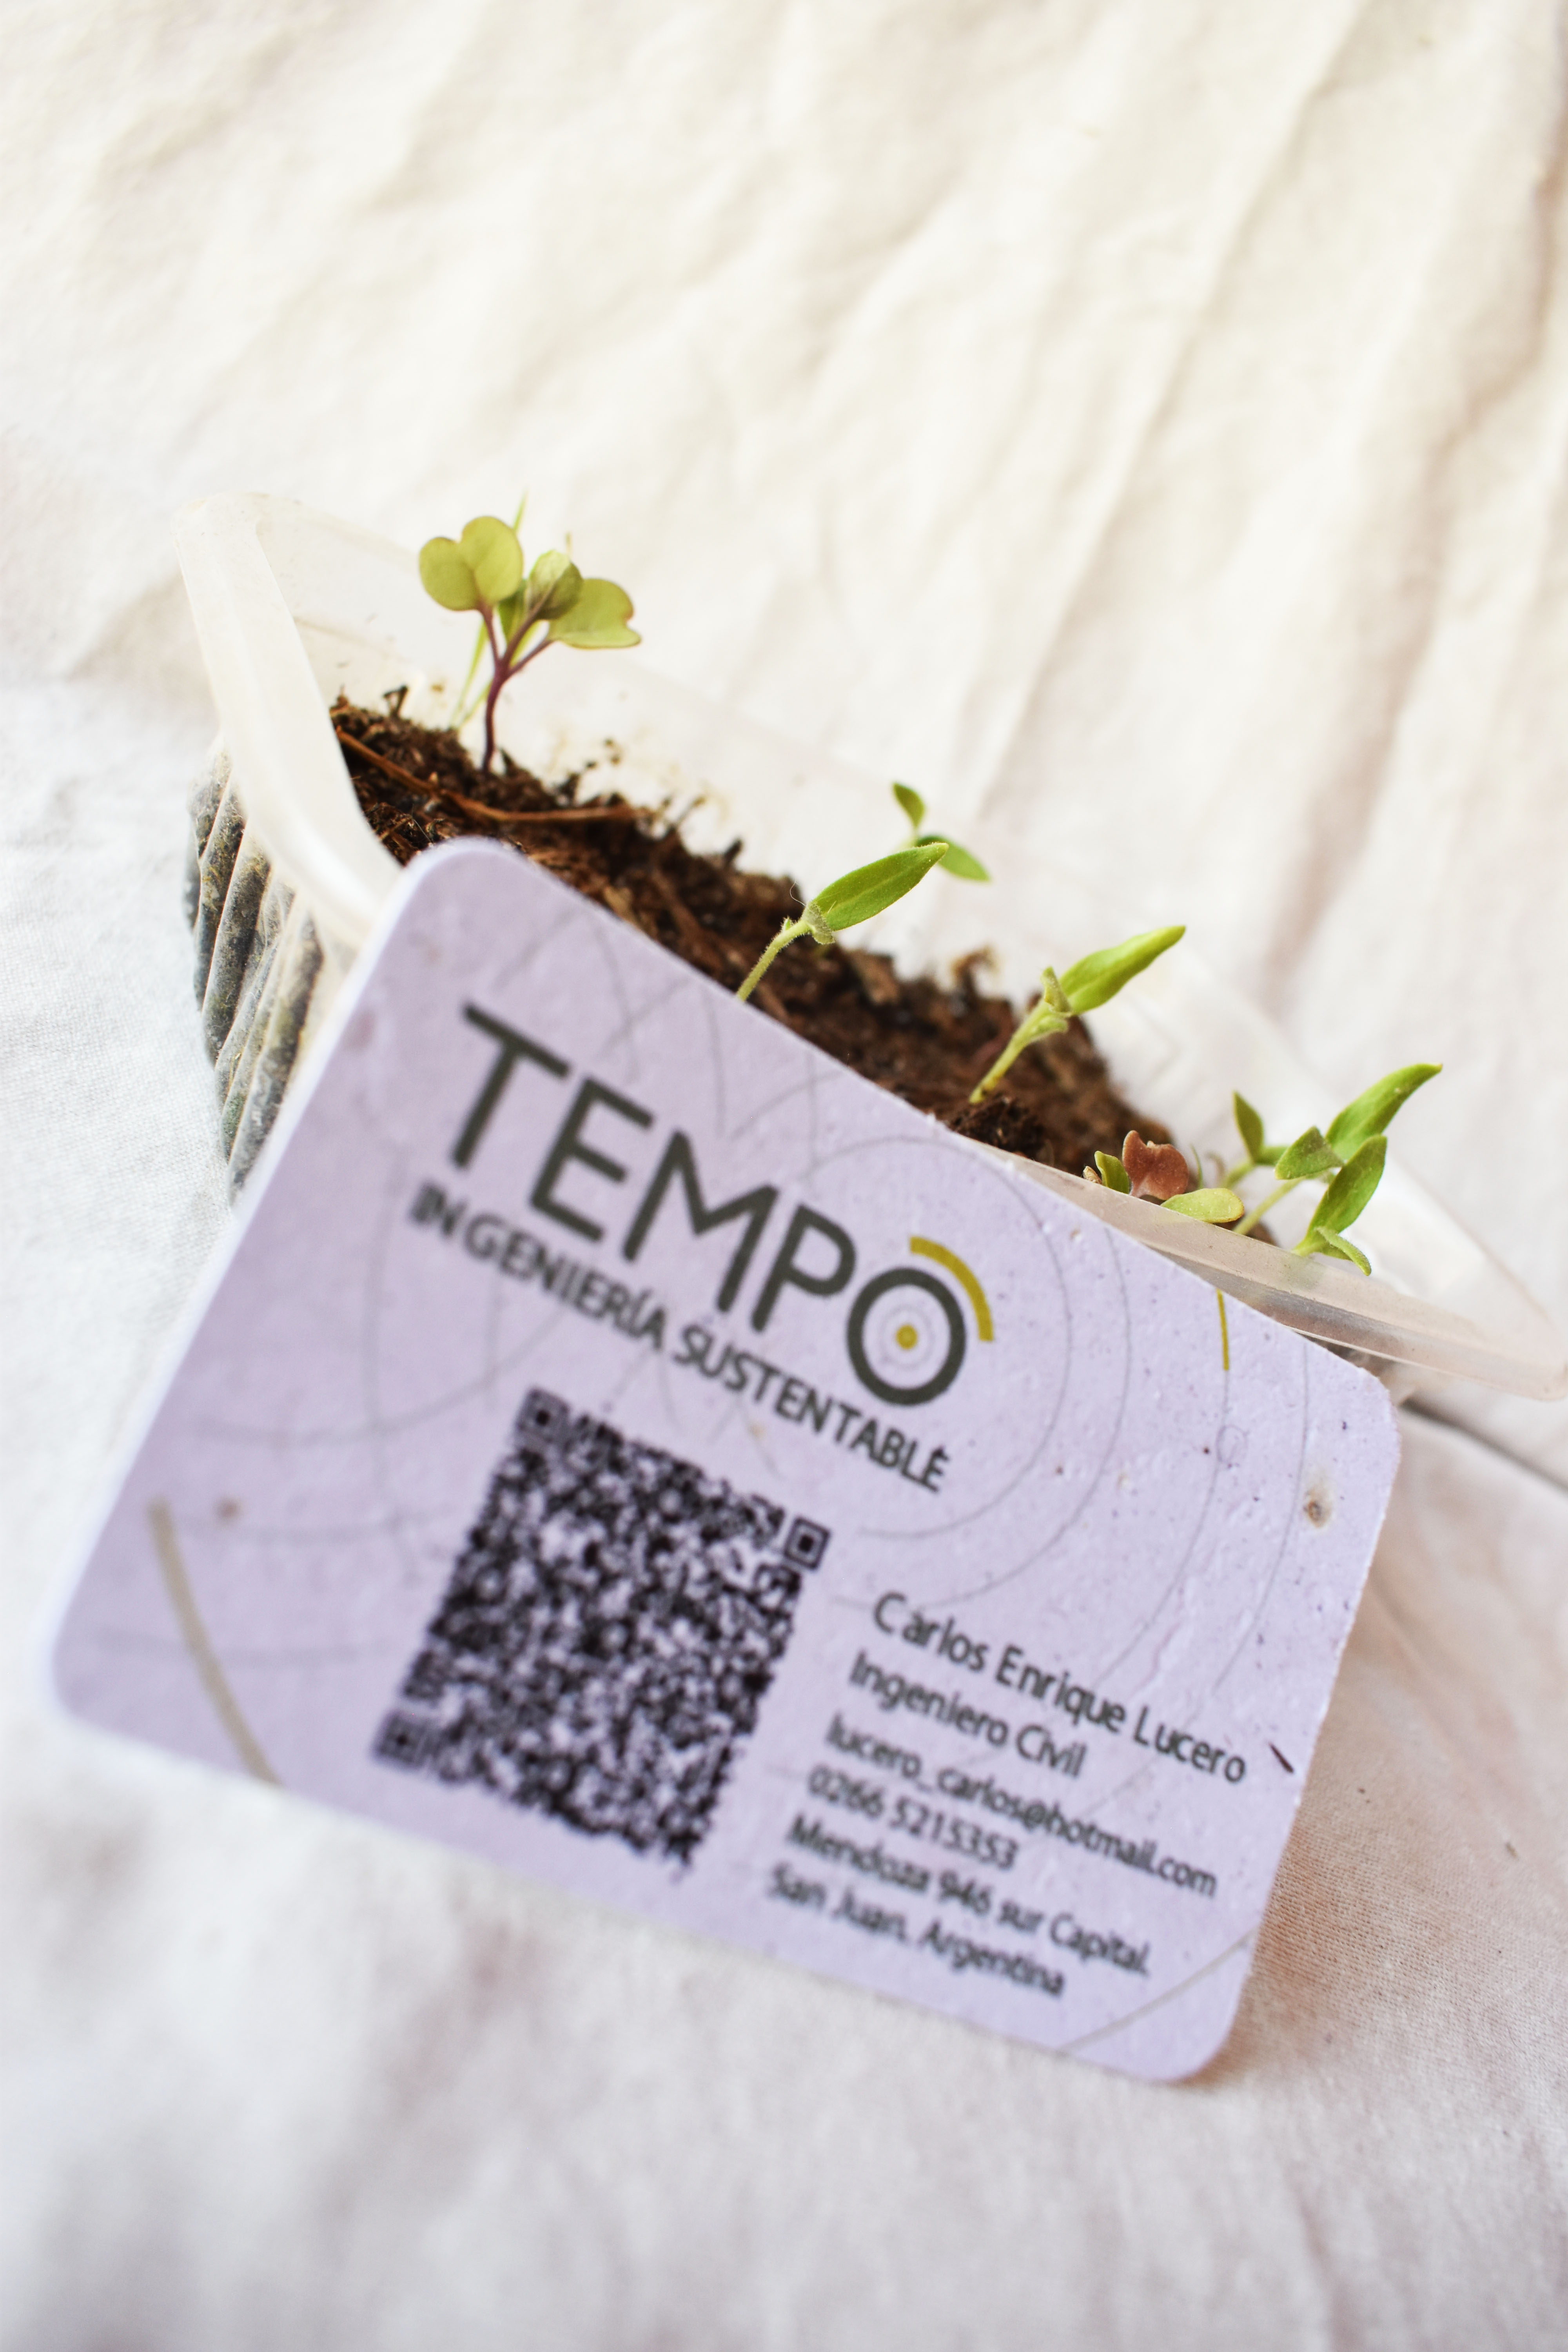 TEMPO
INGENIERÍA SUSTENTABLE
Carlos Enrique Lucero
Ingeniero Civil
lucero_carlos@hotmail.com
0266 5215353
Mendoza 946 sur Capital.
San Juan. Argentina